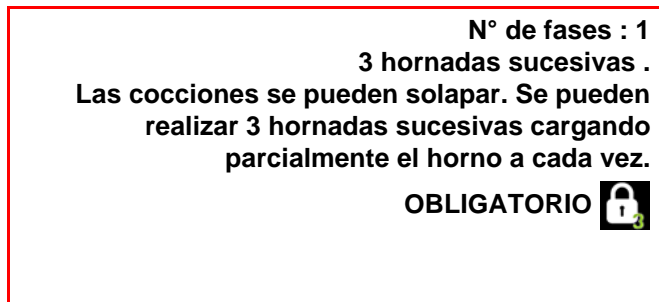 N° de fases : 1
3 hornadas sucesivas .
Las cocciones se pueden solapar. Se pueden
realizar 3 hornadas sucesivas cargando
parcialmente el horno a cada vez.
OBLIGATORIO 3